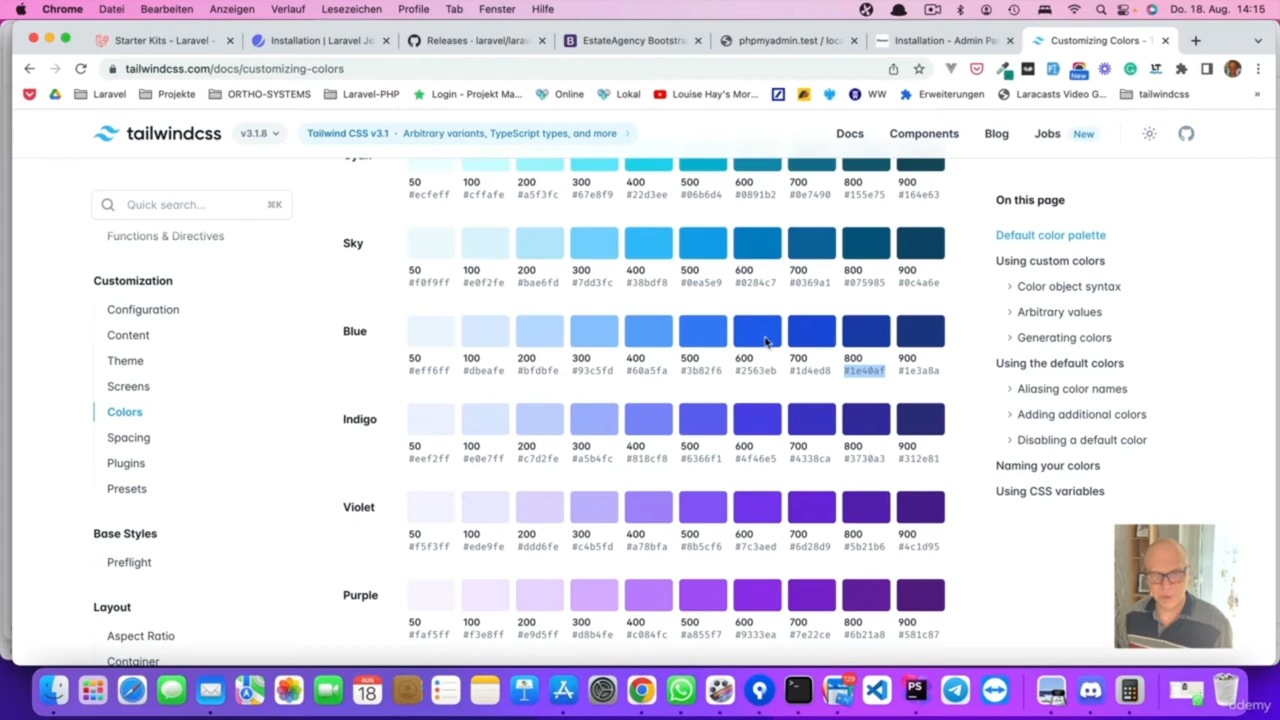 Chrome Datei Bearbeiten Anzeigen Verlauf Lesezeichen Profile Tab Fenster Hilfe Do. 18. Aug. 14:15
Starter Kits - Laravel - Installation | Laravel Je Releases · laravel/larav EstateAgency Bootstra phpmyadmin.test / loca Installation - Admin Pa Customizing Colors - T
tailwindcss.com/docs/customizing-colors
New
Laravel Projekte ORTHO-SYSTEMS Laravel-PHP Login - Projekt Ma... Online Lokal Louise Hay's Mor... WW Erweiterungen Laracasts Video G... tailwindcss »
tailwindcss v3.1.8 Tailwind CSS v3.1 · Arbitrary variants, TypeScript types, and more Docs Components Blog Jobs New
Quick search... ⌘K
Functions & Directives
Customization
Configuration
Content
Theme
Screens
Colors
Spacing
Plugins
Presets
Base Styles
Preflight
Layout
Aspect Ratio
Container
Cyan
50 100 200 300 400 500 600 700 800 900
#ecfeff #cffafe #a5f3fc #67e8f9 #22d3ee #06b6d4 #0891b2 #0e7490 #155e75 #164e63
Sky
50 100 200 300 400 500 600 700 800 900
#f0f9ff #e0f2fe #bae6fd #7dd3fc #38bdf8 #0ea5e9 #0284c7 #0369a1 #075985 #0c4a6e
Blue
50 100 200 300 400 500 600 700 800 900
#eff6ff #dbeafe #bfdbfe #93c5fd #60a5fa #3b82f6 #2563eb #1d4ed8 #1e40af #1e3a8a
Indigo
50 100 200 300 400 500 600 700 800 900
#eef2ff #e0e7ff #c7d2fe #a5b4fc #818cf8 #6366f1 #4f46e5 #4338ca #3730a3 #312e81
Violet
50 100 200 300 400 500 600 700 800 900
#f5f3ff #ede9fe #ddd6fe #c4b5fd #a78bfa #8b5cf6 #7c3aed #6d28d9 #5b21b6 #4c1d95
Purple
50 100 200 300 400 500 600 700 800 900
#faf5ff #f3e8ff #e9d5ff #d8b4fe #c084fc #a855f7 #9333ea #7e22ce #6b21a8 #581c87
On this page
Default color palette
Using custom colors
Color object syntax
Arbitrary values
Generating colors
Using the default colors
Aliasing color names
Adding additional colors
Disabling a default color
Naming your colors
Using CSS variables
AUG
18
129
PS
udemy